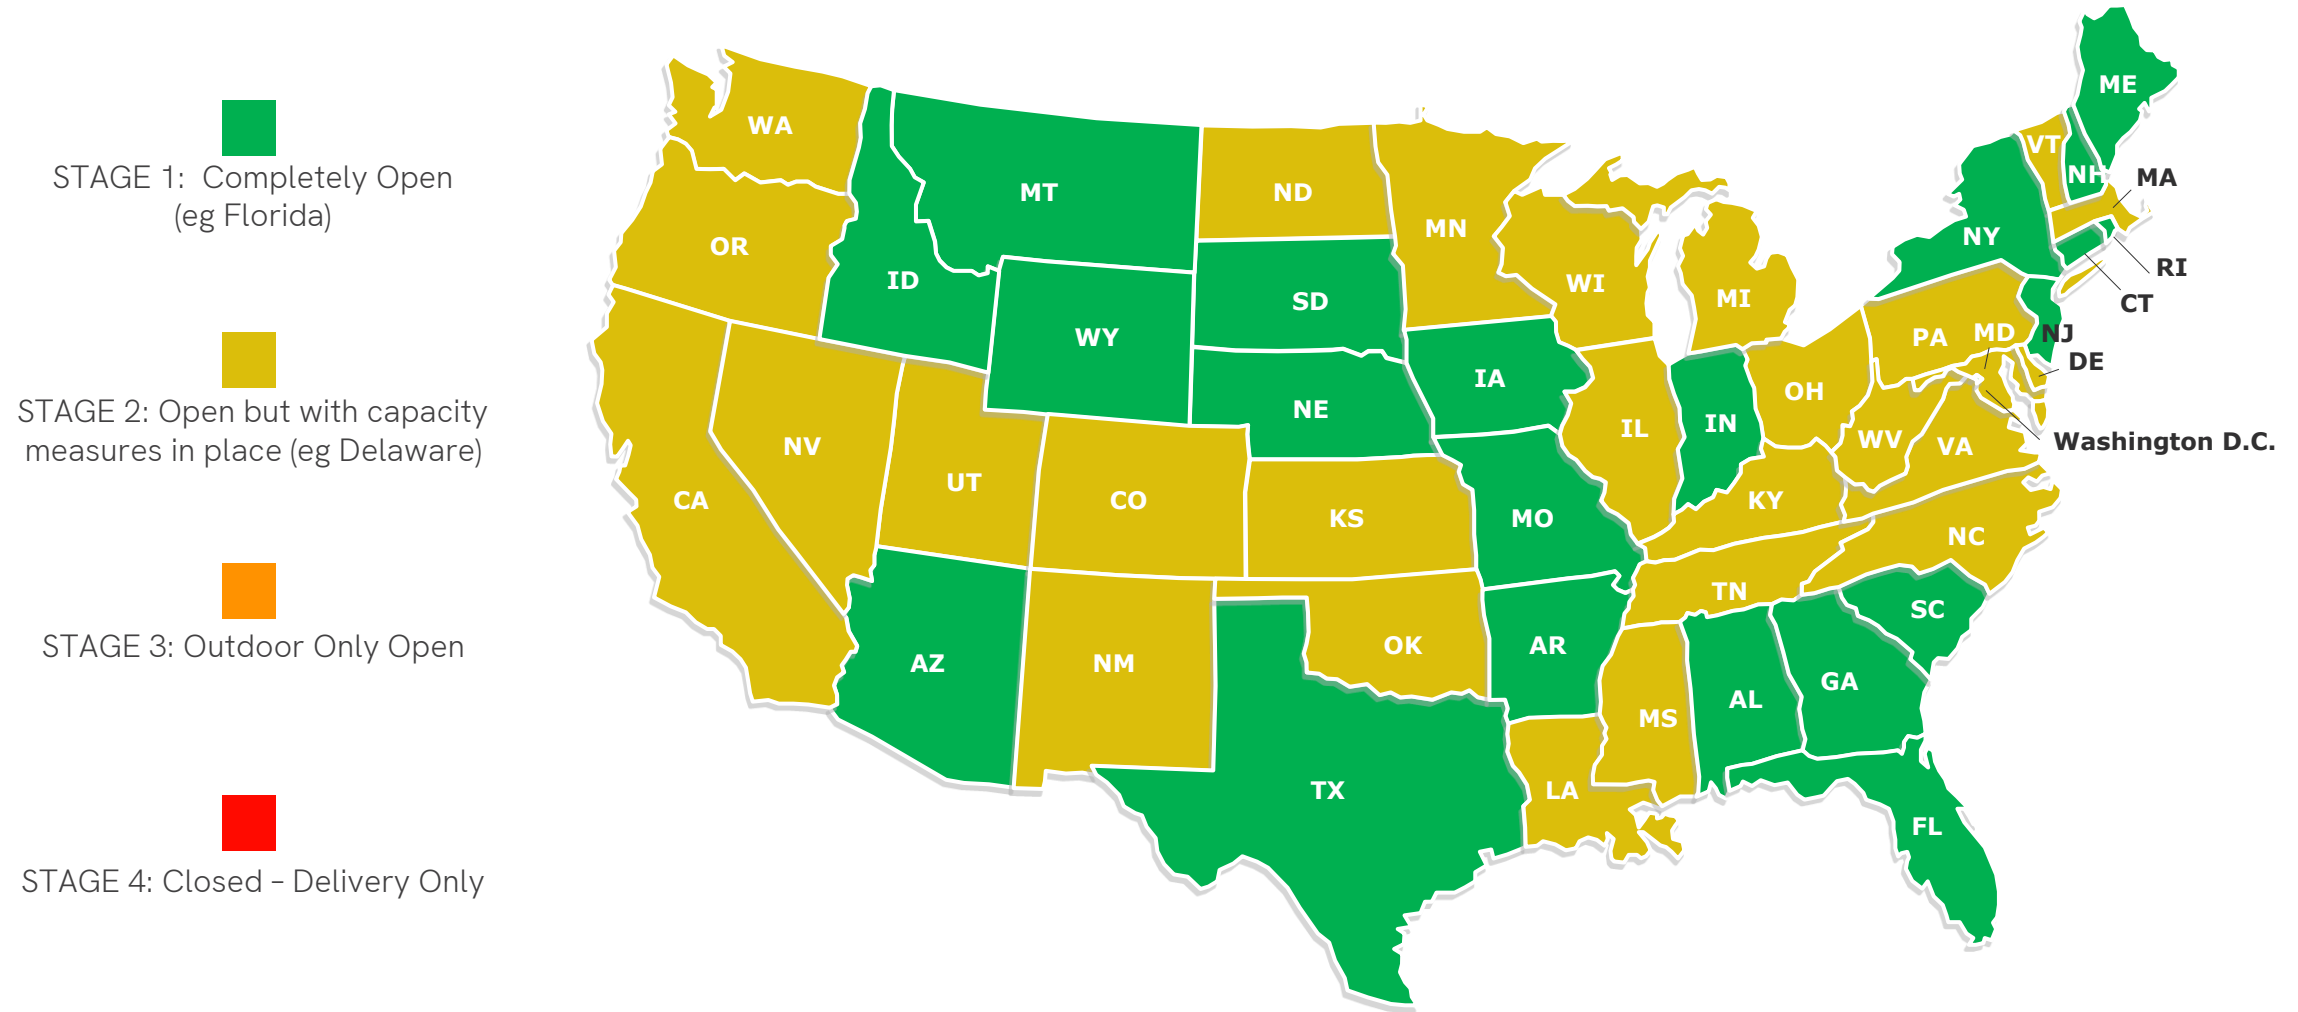 STAGE 1:  Completely Open
(eg Florida)
STAGE 2: Open but with capacity
measures in place (eg Delaware)
STAGE 3: Outdoor Only Open
STAGE 4: Closed – Delivery Only
ME
WA
VT
NH
MA
MT
ND
OR
MN
NY
RI
ID
WI
SD
MI
CT
WY
PA
MD
NJ
DE
IA
NE
OH
IN
IL
WV
VA
Washington D.C.
NV
UT
CA
CO
KS
MO
KY
NC
TN
SC
AZ
NM
OK
AR
GA
AL
MS
TX
LA
FL